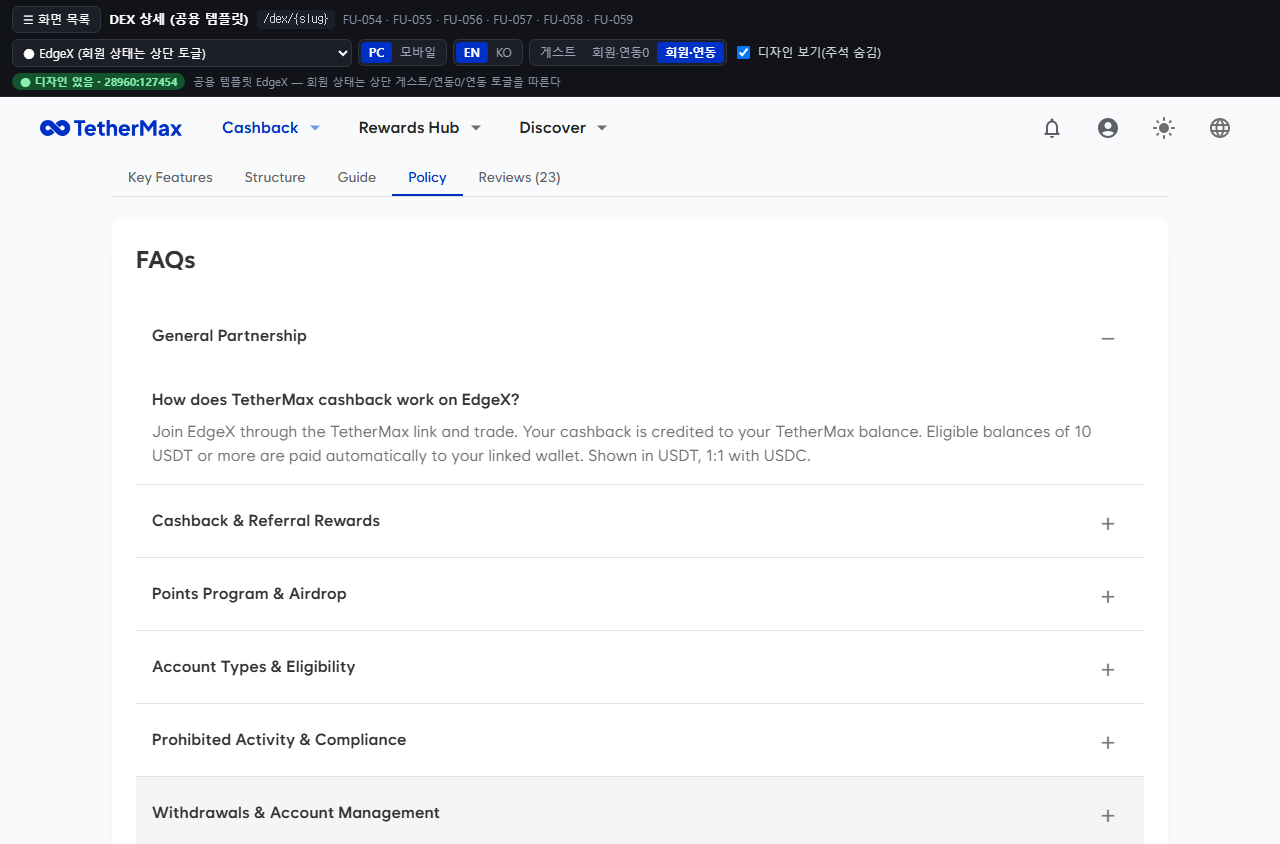 ☰ 화면 목록 DEX 상세 (공용 템플릿) /dex/{slug} FU-054 · FU-055 · FU-056 · FU-057 · FU-058 · FU-059
● EdgeX (회원 상태는 상단 토글) PC 모바일 EN KO 게스트 회원·연동0 회원·연동 디자인 보기(주석 숨김)
● 디자인 있음 · 28960:127454 공용 템플릿 EdgeX — 회원 상태는 상단 게스트/연동0/연동 토글을 따른다
TetherMax Cashback Rewards Hub Discover
Key Features Structure Guide Policy Reviews (23)
FAQs
General Partnership
How does TetherMax cashback work on EdgeX?
Join EdgeX through the TetherMax link and trade. Your cashback is credited to your TetherMax balance. Eligible balances of 10
USDT or more are paid automatically to your linked wallet. Shown in USDT, 1:1 with USDC.
Cashback & Referral Rewards
Points Program & Airdrop
Account Types & Eligibility
Prohibited Activity & Compliance
Withdrawals & Account Management